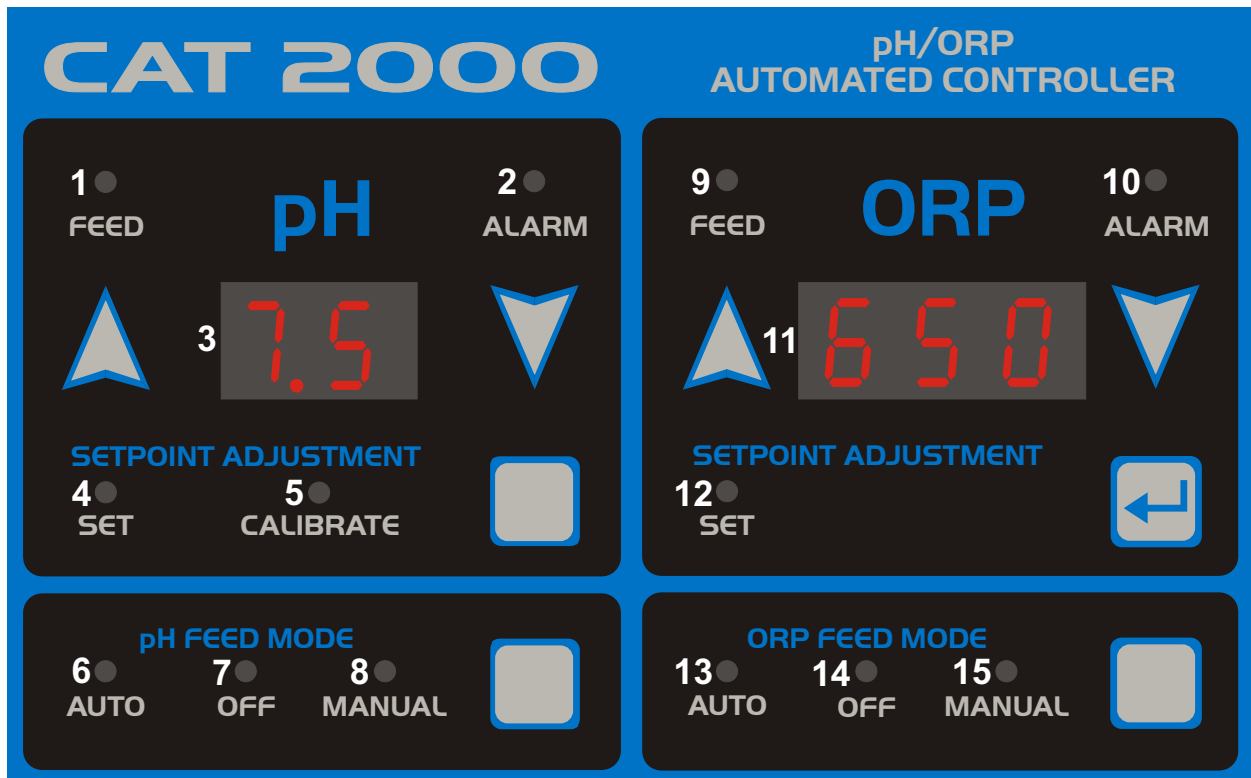 CAT 2000
pH/ORP
AUTOMATED CONTROLLER
1
FEED
pH
2
ALARM
3
7.5
SETPOINT ADJUSTMENT
4
SET
5
CALIBRATE
pH FEED MODE
6
AUTO
7
OFF
8
MANUAL
9
FEED
ORP
10
ALARM
11
650
SETPOINT ADJUSTMENT
12
SET
ORP FEED MODE
13
AUTO
14
OFF
15
MANUAL